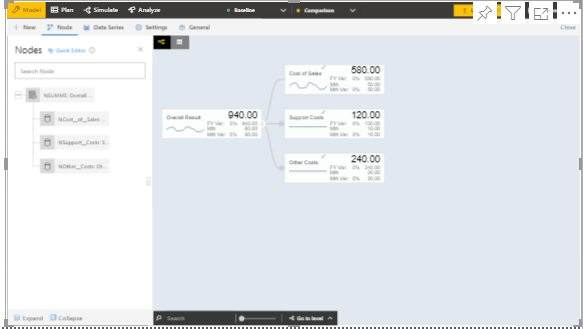 Model Plan Simulate Analyze Baseline Comparison
New Node Data Series Settings General Close
Nodes Quick Editor
Search Node
NSUMME Overall ...
NCost_of_Sales ...
NSupport_Costs S...
NOther_Costs Ot...
Overall Result 940.00
FY Var: 0% 940.00
Mth 80.00
Mth Var: 0% 80.00
Cost of Sales 580.00
FY Var: 0% 580.00
Mth 50.00
Mth Var: 0% 50.00
Support Costs 120.00
FY Var: 0% 120.00
Mth 10.00
Mth Var: 0% 10.00
Other Costs 240.00
FY Var: 0% 240.00
Mth 20.00
Mth Var: 0%
Expand Collapse
Search Go to level